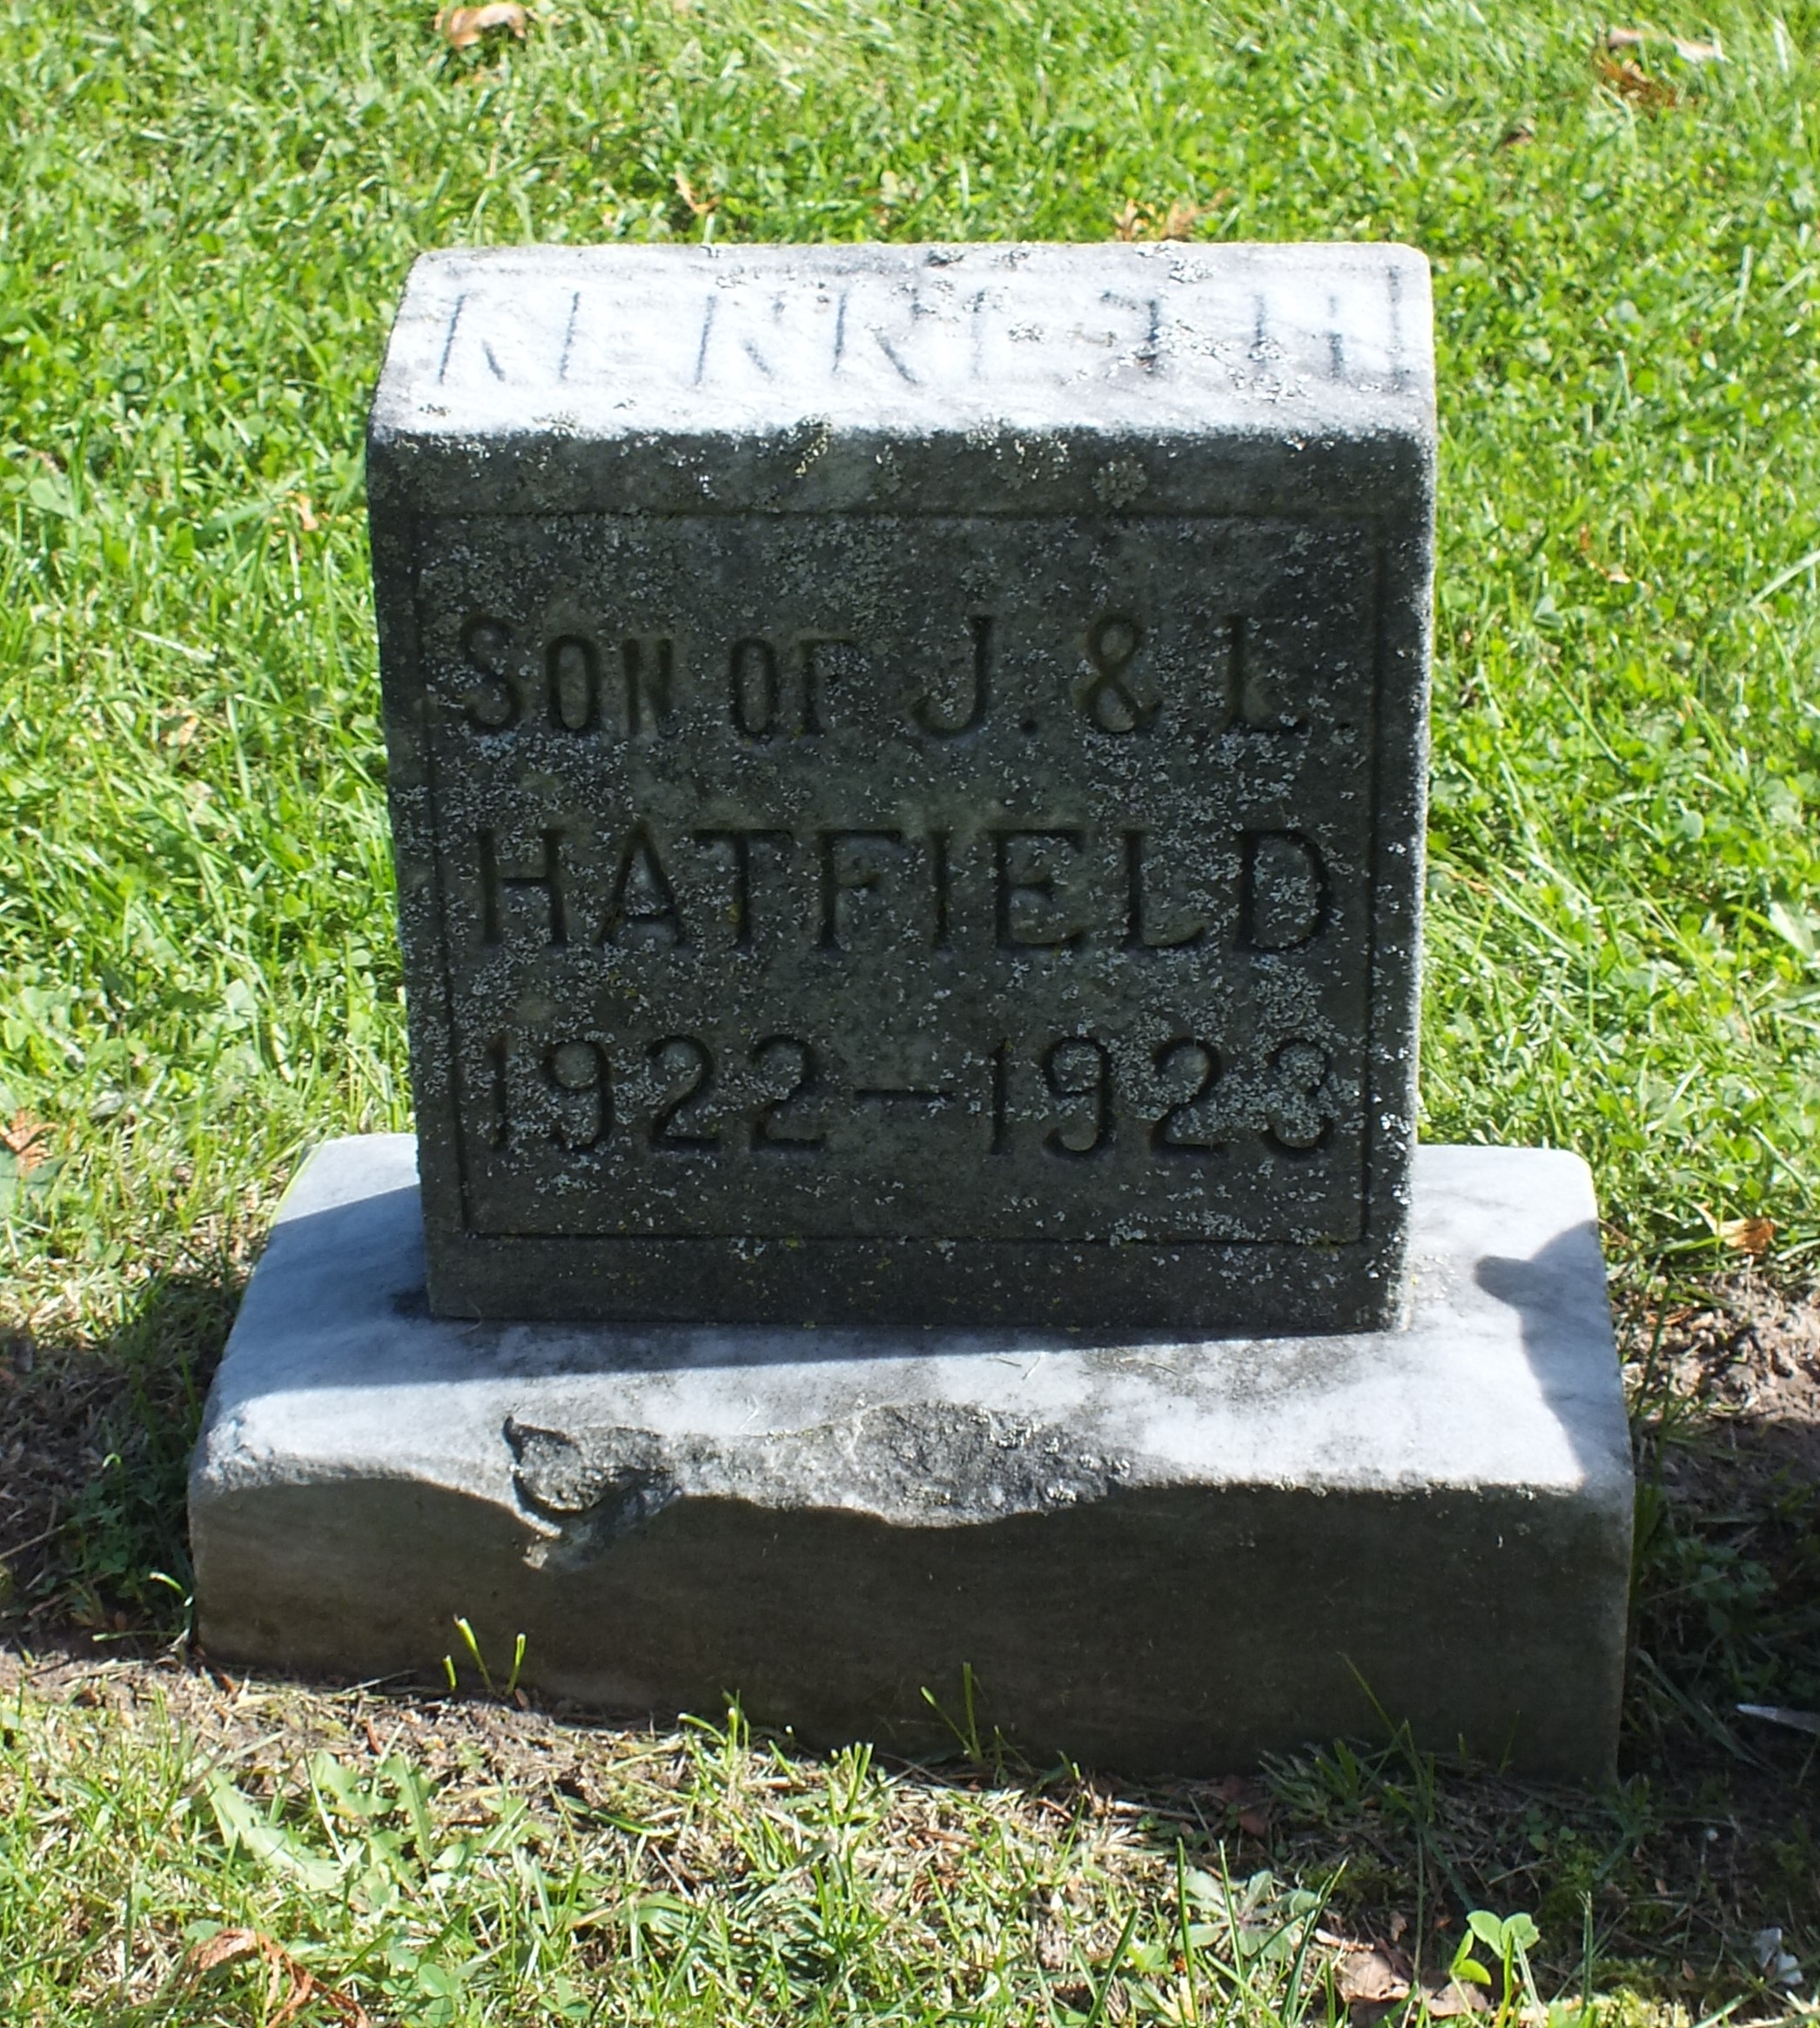 KENNETH
SON OF J. & L.
HATFIELD
1922–1923